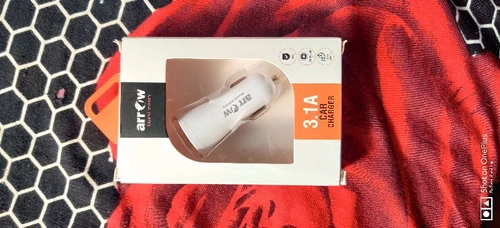 arrow
3.1A
CAR
CHARGER
arrow
Shot on OnePlus